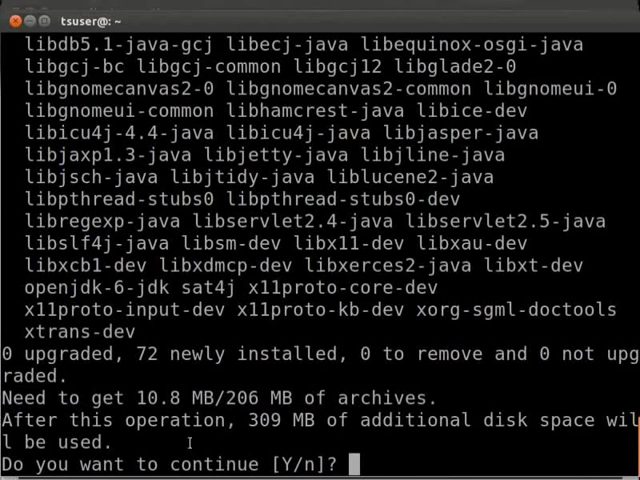 tsuser@: ~
libdb5.1-java-gcj libecj-java libequinox-osgi-java
libgcj-bc libgcj-common libgcj12 libglade2-0
libgnomecanvas2-0 libgnomecanvas2-common libgnomeui-0
libgnomeui-common libhamcrest-java libice-dev
libicu4j-4.4-java libicu4j-java libjasper-java
libjaxp1.3-java libjetty-java libjline-java
libjsch-java libjtidy-java liblucene2-java
libpthread-stubs0 libpthread-stubs0-dev
libregexp-java libservlet2.4-java libservlet2.5-java
libslf4j-java libsm-dev libx11-dev libxau-dev
libxcb1-dev libxdmcp-dev libxerces2-java libxt-dev
openjdk-6-jdk sat4j x11proto-core-dev
x11proto-input-dev x11proto-kb-dev xorg-sgml-doctools
xtrans-dev
0 upgraded, 72 newly installed, 0 to remove and 0 not upg
raded.
Need to get 10.8 MB/206 MB of archives.
After this operation, 309 MB of additional disk space wil
l be used.
Do you want to continue [Y/n]?